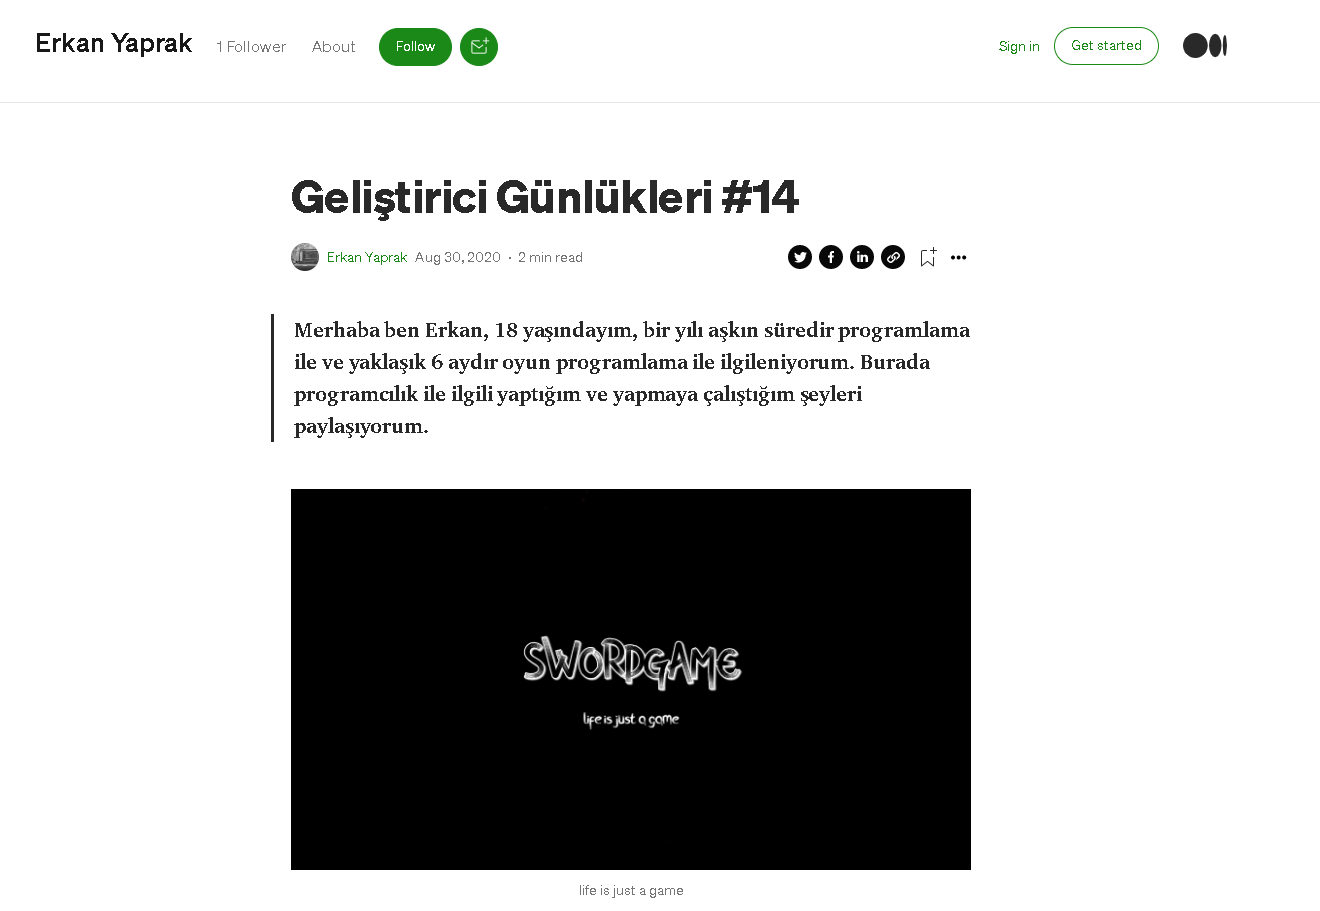 Erkan Yaprak 1 Follower About Follow Sign in Get started
Geliştirici Günlükleri #14
Erkan Yaprak Aug 30, 2020 · 2 min read
Merhaba ben Erkan, 18 yaşındayım, bir yılı aşkın süredir programlama
ile ve yaklaşık 6 aydır oyun programlama ile ilgileniyorum. Burada
programcılık ile ilgili yaptığım ve yapmaya çalıştığım şeyleri
paylaşıyorum.
SWORDGAME
life is just a game
life is just a game